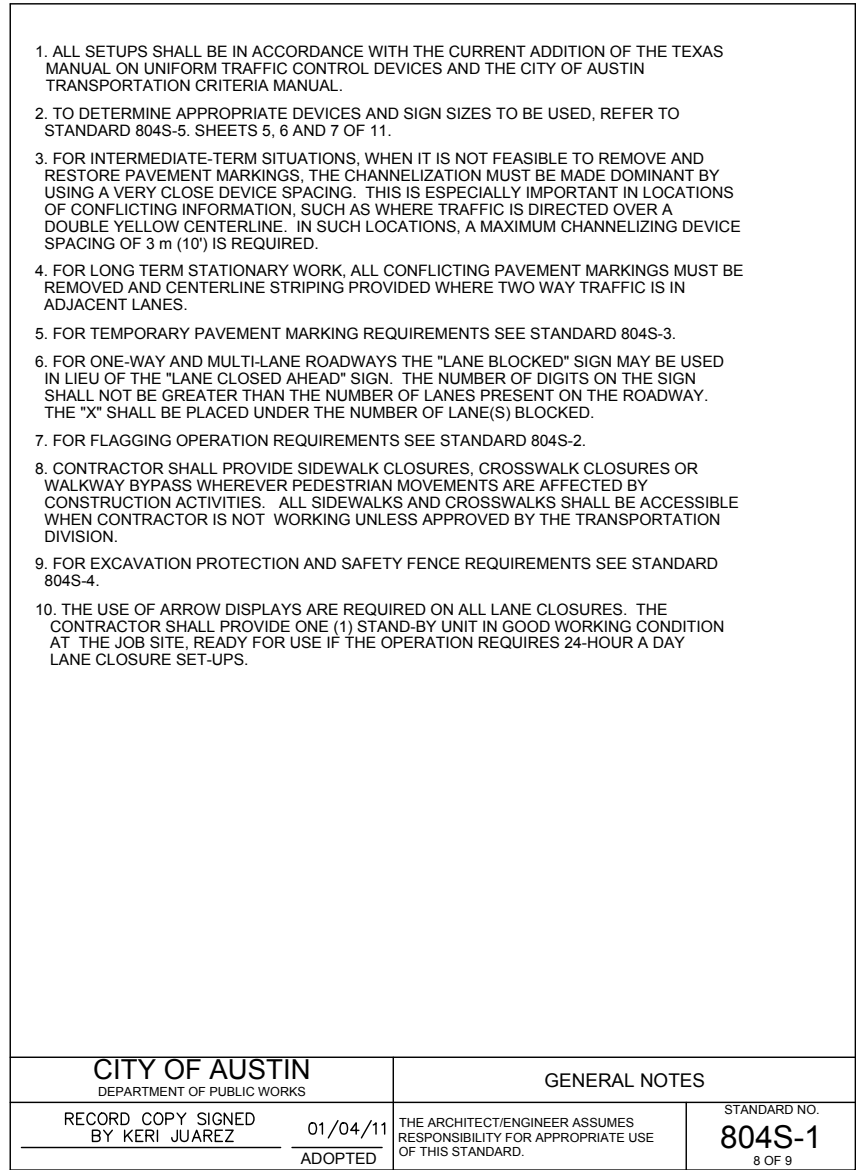 1. ALL SETUPS SHALL BE IN ACCORDANCE WITH THE CURRENT ADDITION OF THE TEXAS
MANUAL ON UNIFORM TRAFFIC CONTROL DEVICES AND THE CITY OF AUSTIN
TRANSPORTATION CRITERIA MANUAL.
2. TO DETERMINE APPROPRIATE DEVICES AND SIGN SIZES TO BE USED, REFER TO
STANDARD 804S-5. SHEETS 5, 6 AND 7 OF 11.
3. FOR INTERMEDIATE-TERM SITUATIONS, WHEN IT IS NOT FEASIBLE TO REMOVE AND
RESTORE PAVEMENT MARKINGS, THE CHANNELIZATION MUST BE MADE DOMINANT BY
USING A VERY CLOSE DEVICE SPACING. THIS IS ESPECIALLY IMPORTANT IN LOCATIONS
OF CONFLICTING INFORMATION, SUCH AS WHERE TRAFFIC IS DIRECTED OVER A
DOUBLE YELLOW CENTERLINE. IN SUCH LOCATIONS, A MAXIMUM CHANNELIZING DEVICE
SPACING OF 3 m (10') IS REQUIRED.
4. FOR LONG TERM STATIONARY WORK, ALL CONFLICTING PAVEMENT MARKINGS MUST BE
REMOVED AND CENTERLINE STRIPING PROVIDED WHERE TWO WAY TRAFFIC IS IN
ADJACENT LANES.
5. FOR TEMPORARY PAVEMENT MARKING REQUIREMENTS SEE STANDARD 804S-3.
6. FOR ONE-WAY AND MULTI-LANE ROADWAYS THE "LANE BLOCKED" SIGN MAY BE USED
IN LIEU OF THE "LANE CLOSED AHEAD" SIGN. THE NUMBER OF DIGITS ON THE SIGN
SHALL NOT BE GREATER THAN THE NUMBER OF LANES PRESENT ON THE ROADWAY.
THE "X" SHALL BE PLACED UNDER THE NUMBER OF LANE(S) BLOCKED.
7. FOR FLAGGING OPERATION REQUIREMENTS SEE STANDARD 804S-2.
8. CONTRACTOR SHALL PROVIDE SIDEWALK CLOSURES, CROSSWALK CLOSURES OR
WALKWAY BYPASS WHEREVER PEDESTRIAN MOVEMENTS ARE AFFECTED BY
CONSTRUCTION ACTIVITIES. ALL SIDEWALKS AND CROSSWALKS SHALL BE ACCESSIBLE
WHEN CONTRACTOR IS NOT WORKING UNLESS APPROVED BY THE TRANSPORTATION
DIVISION.
9. FOR EXCAVATION PROTECTION AND SAFETY FENCE REQUIREMENTS SEE STANDARD
804S-4.
10. THE USE OF ARROW DISPLAYS ARE REQUIRED ON ALL LANE CLOSURES. THE
CONTRACTOR SHALL PROVIDE ONE (1) STAND-BY UNIT IN GOOD WORKING CONDITION
AT THE JOB SITE, READY FOR USE IF THE OPERATION REQUIRES 24-HOUR A DAY
LANE CLOSURE SET-UPS.
CITY OF AUSTIN
DEPARTMENT OF PUBLIC WORKS
GENERAL NOTES
RECORD COPY SIGNED
BY KERI JUAREZ
01/04/11
ADOPTED
THE ARCHITECT/ENGINEER ASSUMES
RESPONSIBILITY FOR APPROPRIATE USE
OF THIS STANDARD.
STANDARD NO.
804S-1
8 OF 9